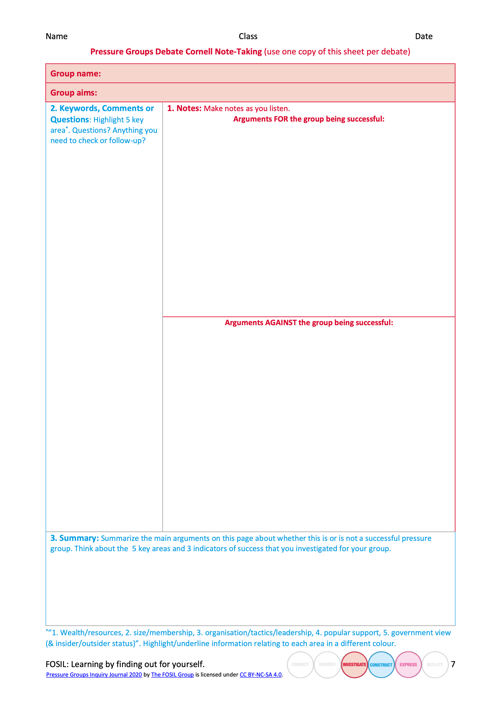 Name Class Date
Pressure Groups Debate Cornell Note-Taking (use one copy of this sheet per debate)
Group name:
Group aims:
2. Keywords, Comments or
Questions: Highlight 5 key
area*. Questions? Anything you
need to check or follow-up?
1. Notes: Make notes as you listen.
Arguments FOR the group being successful:
Arguments AGAINST the group being successful:
3. Summary: Summarize the main arguments on this page about whether this is or is not a successful pressure
group. Think about the 5 key areas and 3 indicators of success that you investigated for your group.
*“1. Wealth/resources, 2. size/membership, 3. organisation/tactics/leadership, 4. popular support, 5. government view
(& insider/outsider status)”. Highlight/underline information relating to each area in a different colour.
FOSIL: Learning by finding out for yourself.
Pressure Groups Inquiry Journal 2020 by The FOSIL Group is licensed under CC BY-NC-SA 4.0.
INVESTIGATE CONSTRUCT EXPRESS
7